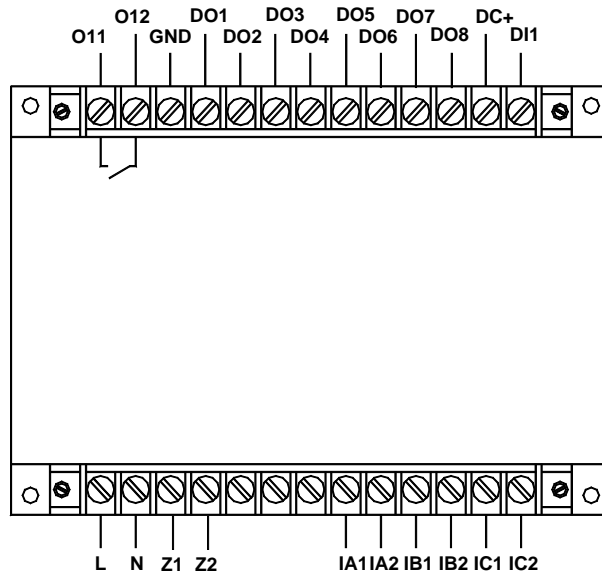 O12 DO1 DO3 DO5 DO7 DC+
O11 GND DO2 DO4 DO6 DO8 DI1
L N Z1 Z2 IA1 IA2 IB1 IB2 IC1 IC2